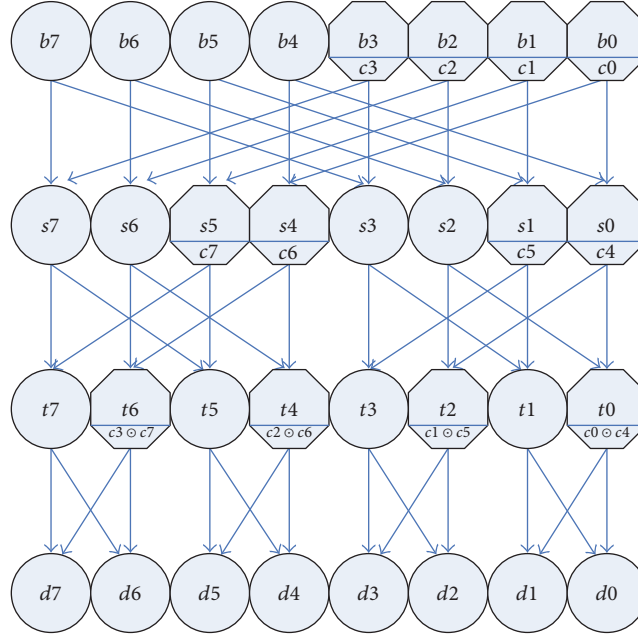 b7 b6 b5 b4 b3 b2 b1 b0
c3 c2 c1 c0
s7 s6 s5 s4 s3 s2 s1 s0
c7 c6 c5 c4
t7 t6 t5 t4 t3 t2 t1 t0
c3 ⊙ c7 c2 ⊙ c6 c1 ⊙ c5 c0 ⊙ c4
d7 d6 d5 d4 d3 d2 d1 d0